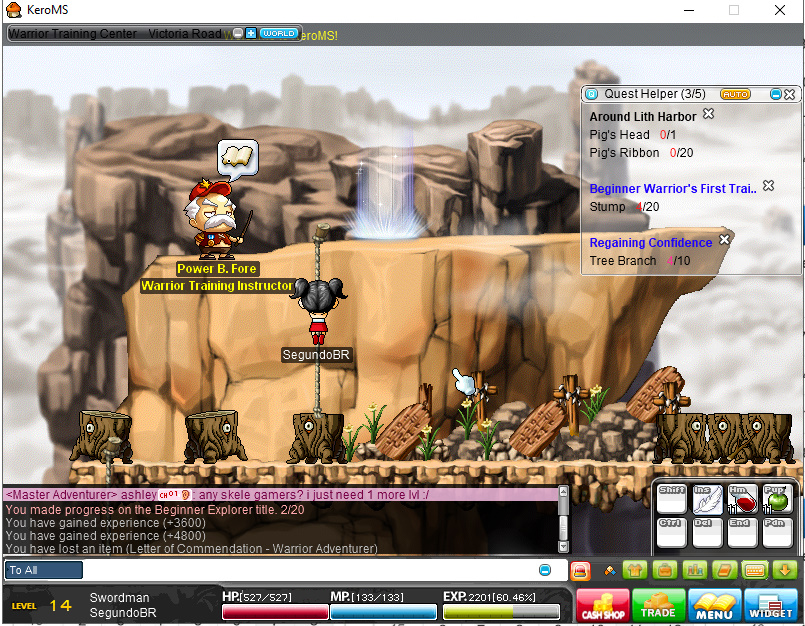 KeroMS
Warrior Training Center Victoria Road WORLD eroMS!
Quest Helper (3/5) AUTO
Around Lith Harbor
Pig's Head 0/1
Pig's Ribbon 0/20
Beginner Warrior's First Trai..
Stump 4/20
Regaining Confidence
Tree Branch 4/10
Power B. Fore
Warrior Training Instructor
SegundoBR
<Master Adventurer> ashley CH 01 : any skele gamers? i just need 1 more lvl :/
You made progress on the Beginner Explorer title. 2/20
You have gained experience (+3600)
You have gained experience (+4800)
You have lost an item (Letter of Commendation - Warrior Adventurer)
Shift Ins Hm Pup
Ctrl Del End Pdn
To All
LEVEL 14
Swordman
SegundoBR
HP.[527/527] MP.[133/133] EXP. 2201[60.46%]
CASH SHOP TRADE MENU WIDGET